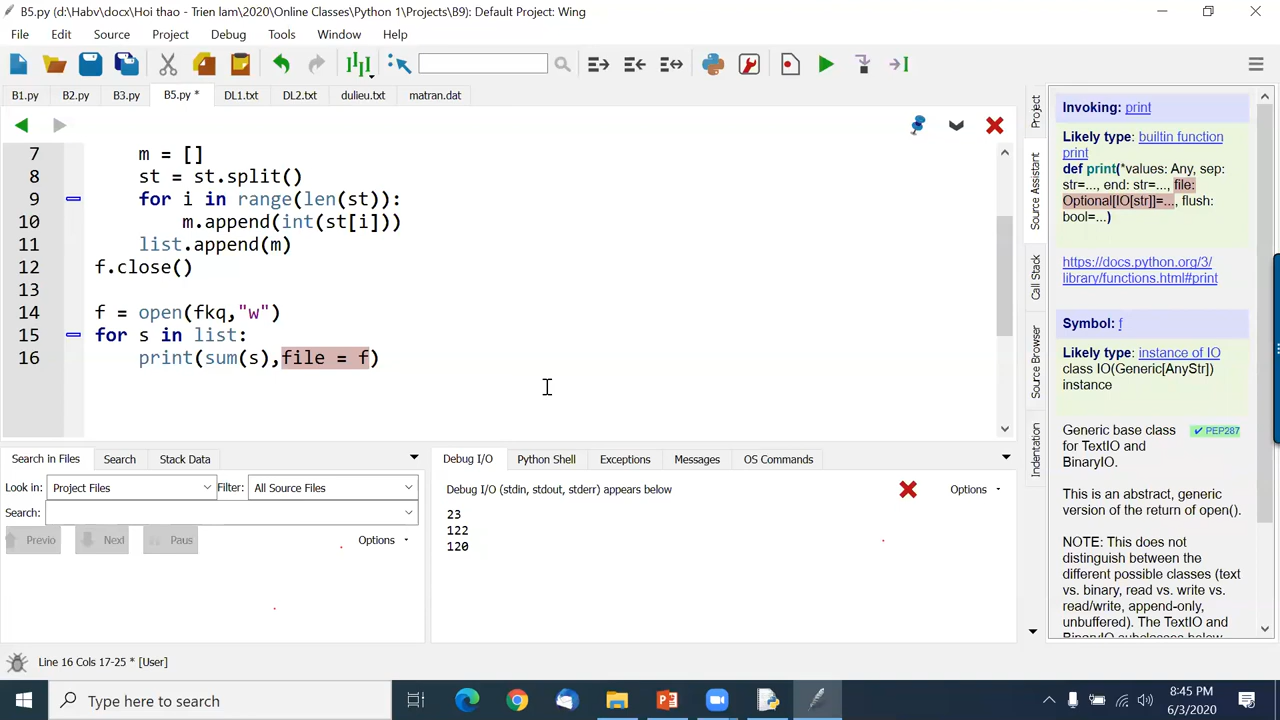 B5.py (d:\Habv\docx\Hoi thao - Trien lam\2020\Online Classes\Python 1\Projects\B9): Default Project: Wing
File Edit Source Project Debug Tools Window Help
B1.py B2.py B3.py B5.py * DL1.txt DL2.txt dulieu.txt matran.dat
7 m = []
8 st = st.split()
9 for i in range(len(st)):
10 m.append(int(st[i]))
11 list.append(m)
12 f.close()
13
14 f = open(fkq,"w")
15 for s in list:
16 print(sum(s),file = f)
Project
Source Assistant
Call Stack
Source Browser
Indentation
Invoking: print
Likely type: builtin function
print
def print(*values: Any, sep:
str=..., end: str=..., file:
Optional[IO[str]]=..., flush:
bool=...)
https://docs.python.org/3/
library/functions.html#print
Symbol: f
Likely type: instance of IO
class IO(Generic[AnyStr])
instance
Generic base class
✔ PEP287
for TextIO and
BinaryIO.
This is an abstract, generic
version of the return of open().
NOTE: This does not
distinguish between the
different possible classes (text
vs. binary, read vs. write vs.
read/write, append-only,
unbuffered). The TextIO and
BinaryIO subclasses below
Search in Files Search Stack Data
Look in: Project Files Filter: All Source Files
Search:
Previo Next Paus Options
Debug I/O Python Shell Exceptions Messages OS Commands
Debug I/O (stdin, stdout, stderr) appears below Options
23
122
120
Line 16 Cols 17-25 * [User]
Type here to search
8:45 PM
6/3/2020